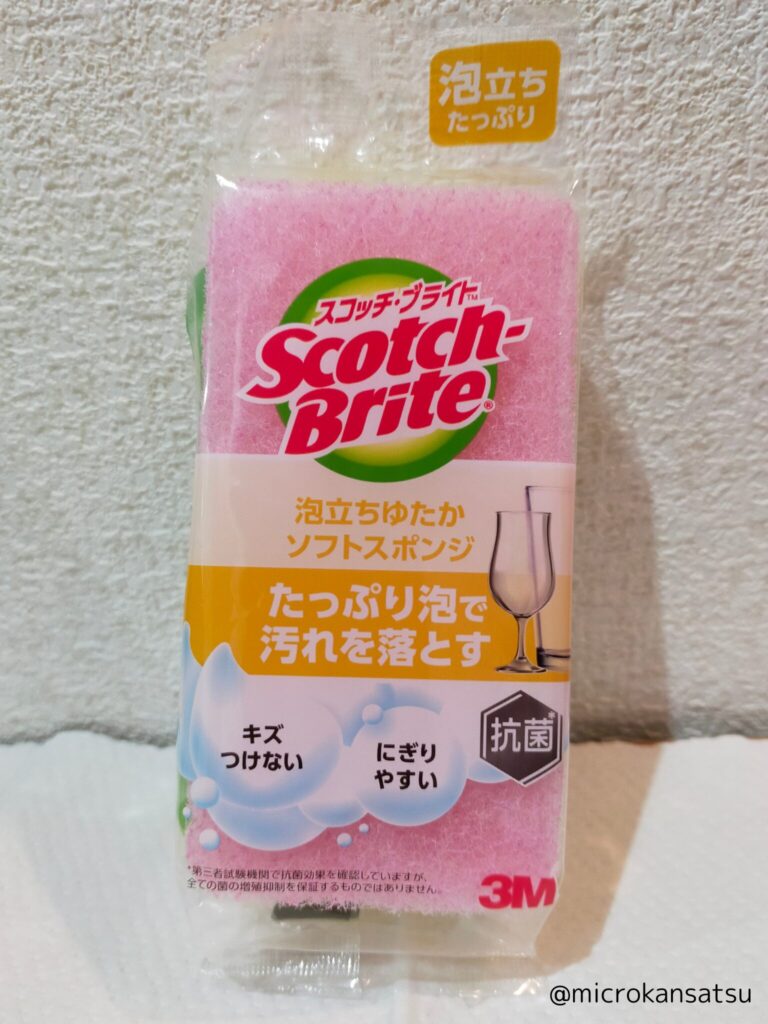 泡立ち
たっぷり
スコッチ・ブライト™
Scotch-
Brite®
泡立ちゆたか
ソフトスポンジ
たっぷり泡で
汚れを落とす
キズ
つけない
にぎり
やすい
抗菌*
*第三者試験機関で抗菌効果を確認していますが、
全ての菌の増殖抑制を保証するものではありません。
3M
@microkansatsu